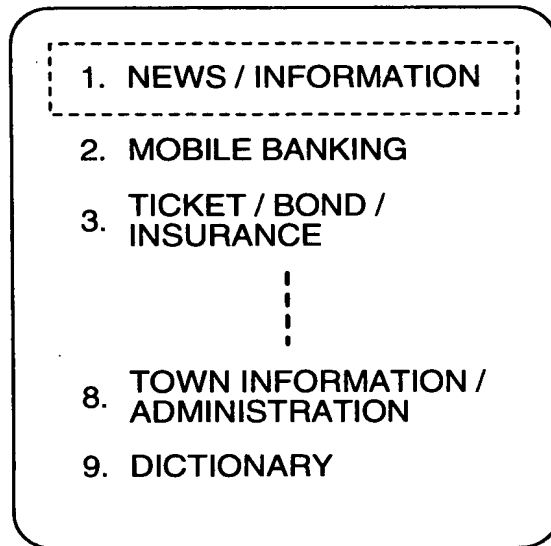 1. NEWS / INFORMATION
2. MOBILE BANKING
3. TICKET / BOND /
INSURANCE
8. TOWN INFORMATION /
ADMINISTRATION
9. DICTIONARY